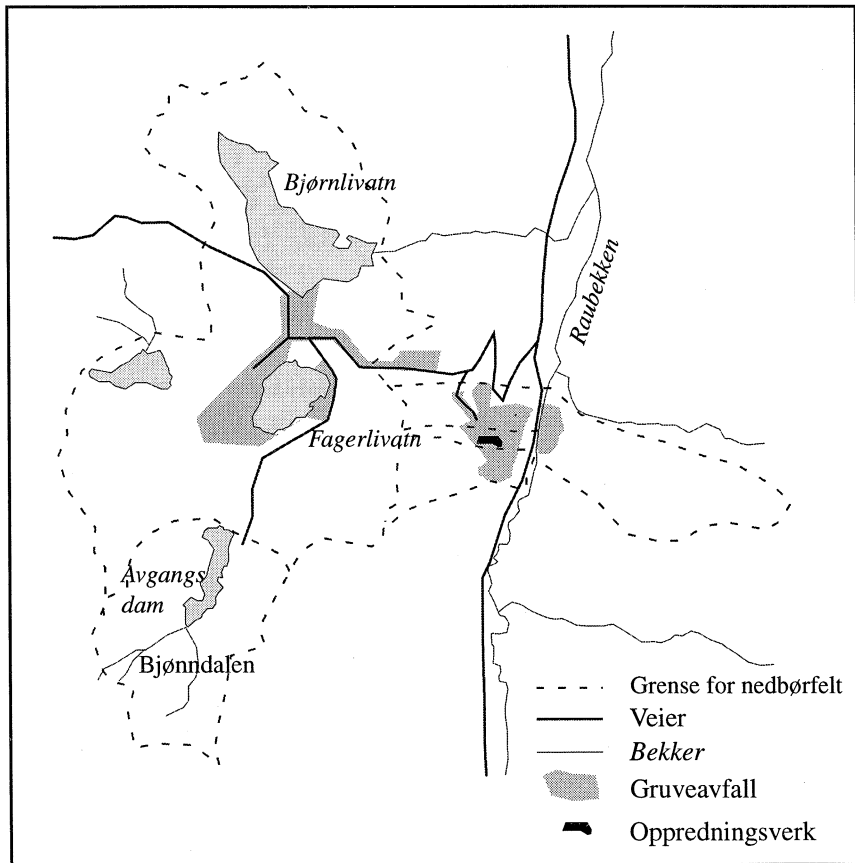 Bjørnlivatn
Raubekken
Fagerlivatn
Avgangs
dam
Bjønndalen
Grense for nedbørfelt
Veier
Bekker
Gruveavfall
Oppredningsverk